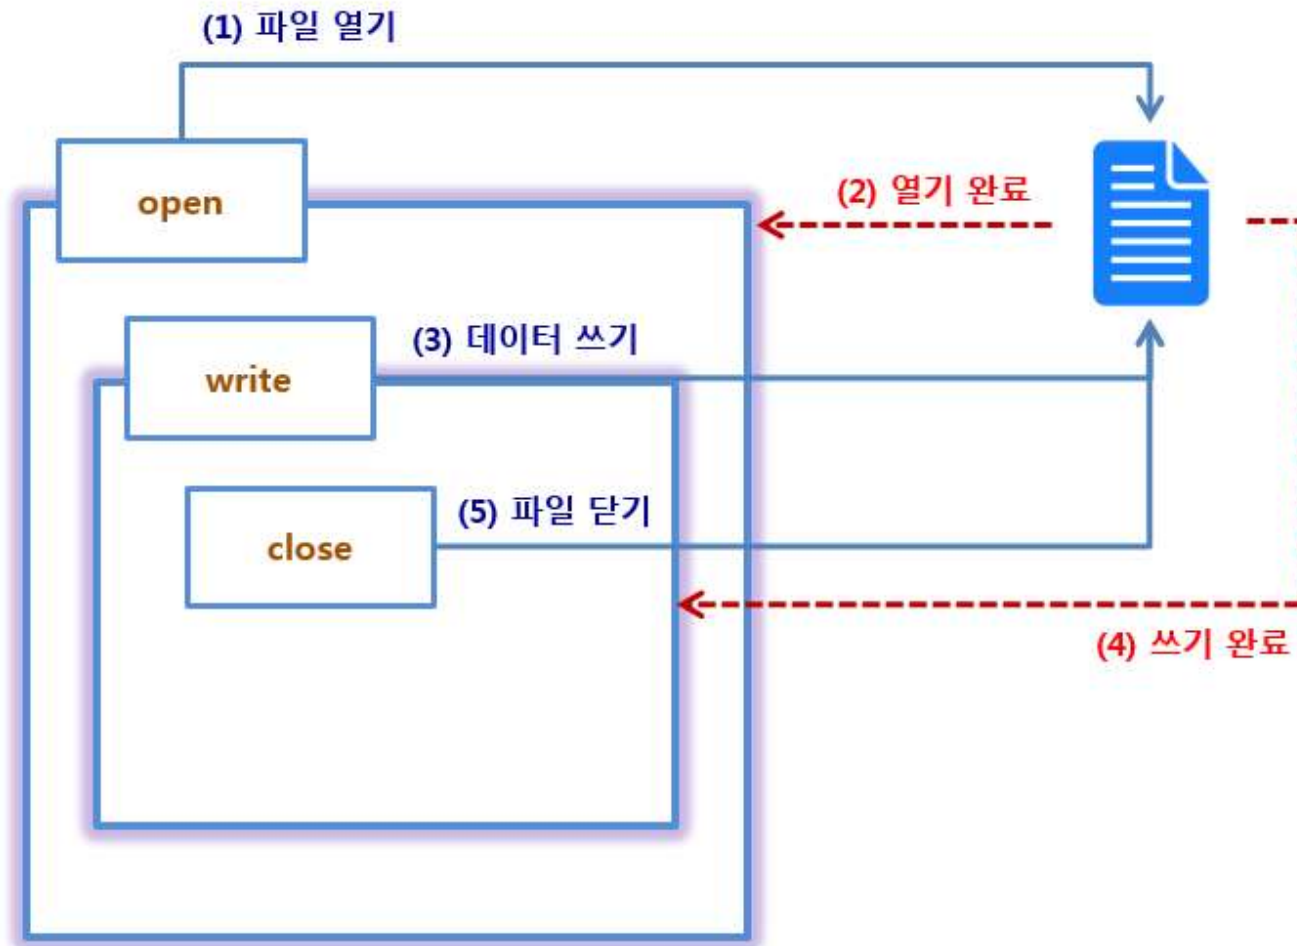 (1) 파일 열기
open
(2) 열기 완료
(3) 데이터 쓰기
write
(5) 파일 닫기
close
(4) 쓰기 완료